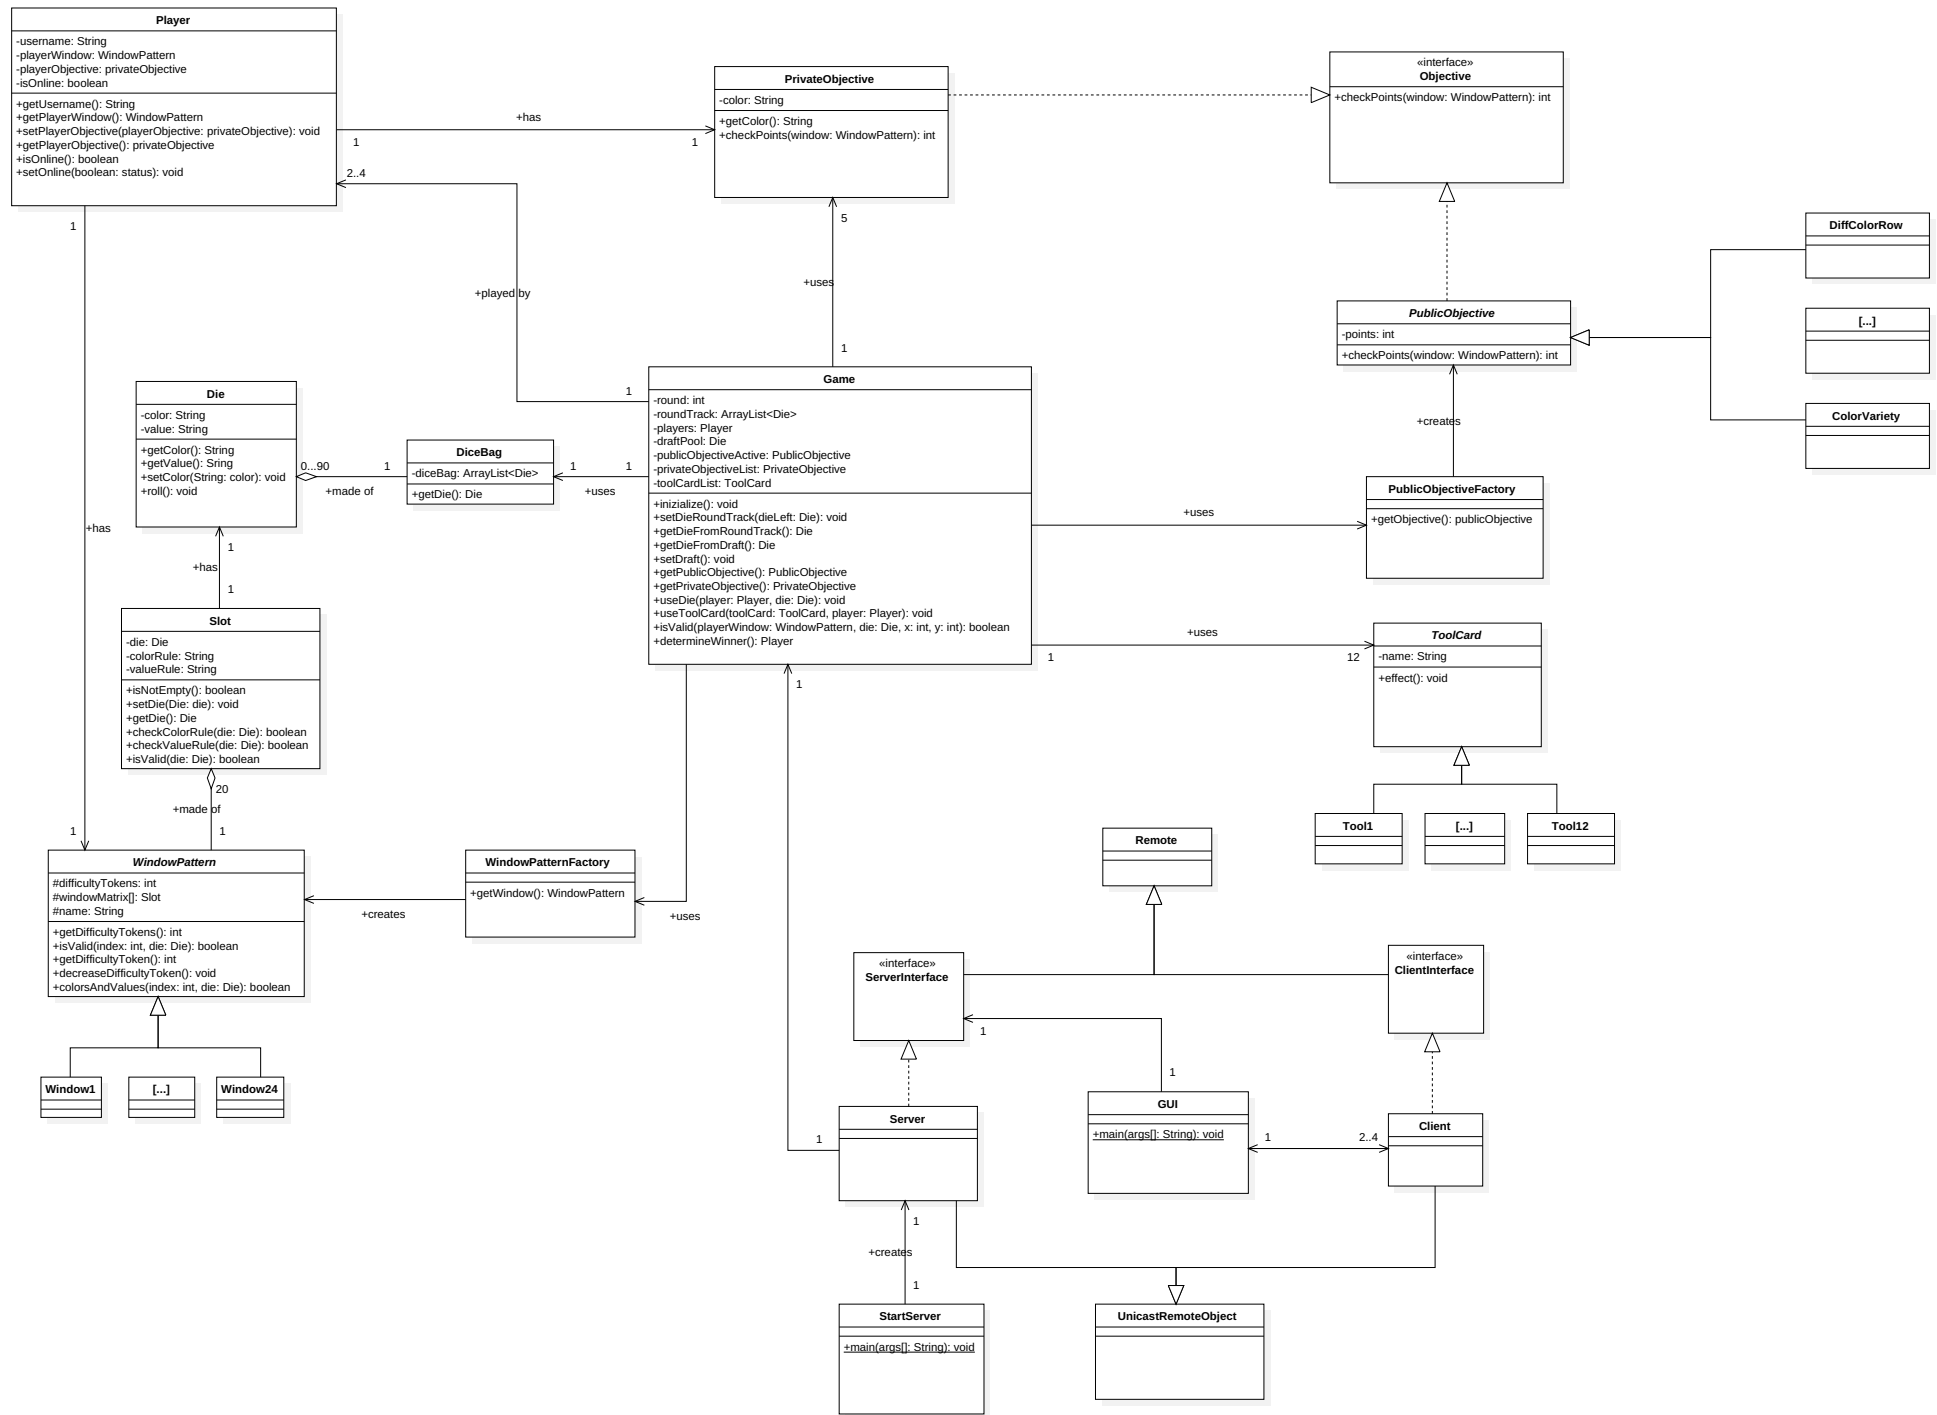 Player
-username: String
-playerWindow: WindowPattern
-playerObjective: privateObjective
-isOnline: boolean
+getUsername(): String
+getPlayerWindow(): WindowPattern
+setPlayerObjective(playerObjective: privateObjective): void
+getPlayerObjective(): privateObjective
+isOnline(): boolean
+setOnline(boolean: status): void
+has
1
1
PrivateObjective
-color: String
+getColor(): String
+checkPoints(window: WindowPattern): int
«interface»
Objective
+checkPoints(window: WindowPattern): int
2..4
+played by
1
5
+uses
1
1
+has
1
DiffColorRow
[...]
ColorVariety
PublicObjective
-points: int
+checkPoints(window: WindowPattern): int
+creates
PublicObjectiveFactory
+getObjective(): publicObjective
+uses
Game
-round: int
-roundTrack: ArrayList<Die>
-players: Player
-draftPool: Die
-publicObjectiveActive: PublicObjective
-privateObjectiveList: PrivateObjective
-toolCardList: ToolCard
+inizialize(): void
+setDieRoundTrack(dieLeft: Die): void
+getDieFromRoundTrack(): Die
+getDieFromDraft(): Die
+setDraft(): void
+getPublicObjective(): PublicObjective
+getPrivateObjective(): PrivateObjective
+useDie(player: Player, die: Die): void
+useToolCard(toolCard: ToolCard, player: Player): void
+isValid(playerWindow: WindowPattern, die: Die, x: int, y: int): boolean
+determineWinner(): Player
Die
-color: String
-value: String
+getColor(): String
+getValue(): Sring
+setColor(String: color): void
+roll(): void
0...90
1
+made of
DiceBag
-diceBag: ArrayList<Die>
+getDie(): Die
1
1
+uses
1
+has
1
Slot
-die: Die
-colorRule: String
-valueRule: String
+isNotEmpty(): boolean
+setDie(Die: die): void
+getDie(): Die
+checkColorRule(die: Die): boolean
+checkValueRule(die: Die): boolean
+isValid(die: Die): boolean
20
+made of
1
+uses
1
12
ToolCard
-name: String
+effect(): void
Tool1
[...]
Tool12
WindowPattern
#difficultyTokens: int
#windowMatrix[]: Slot
#name: String
+getDifficultyTokens(): int
+isValid(index: int, die: Die): boolean
+getDifficultyToken(): int
+decreaseDifficultyToken(): void
+colorsAndValues(index: int, die: Die): boolean
+creates
WindowPatternFactory
+getWindow(): WindowPattern
+uses
Window1
[...]
Window24
1
1
Remote
«interface»
ServerInterface
«interface»
ClientInterface
1
1
Server
GUI
+main(args[]: String): void
1
2..4
Client
1
+creates
1
StartServer
+main(args[]: String): void
UnicastRemoteObject